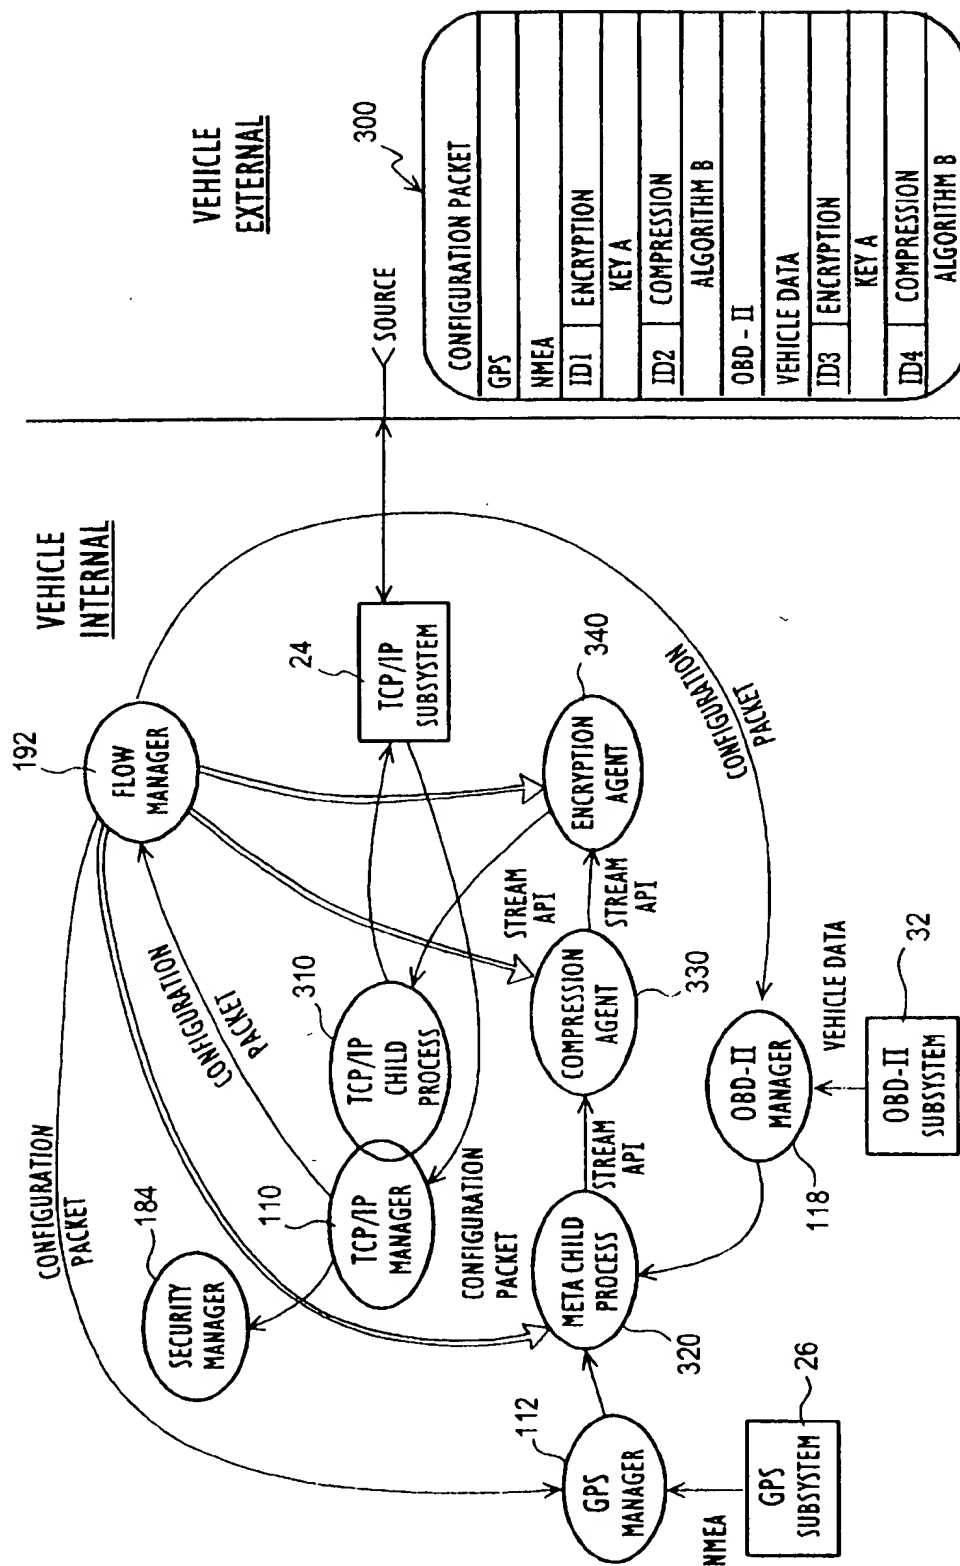 VEHICLE
INTERNAL
VEHICLE
EXTERNAL
192
FLOW
MANAGER
CONFIGURATION
PACKET
184
SECURITY
MANAGER
CONFIGURATION
PACKET
110
TCP/IP
MANAGER
310
TCP/IP
CHILD
PROCESS
24
TCP/IP
SUBSYSTEM
SOURCE
CONFIGURATION
PACKET
112
GPS
MANAGER
NMEA
26
GPS
SUBSYSTEM
320
META CHILD
PROCESS
STREAM
API
330
COMPRESSION
AGENT
STREAM
API
STREAM
API
340
ENCRYPTION
AGENT
CONFIGURATION
PACKET
118
OBD-II
MANAGER
VEHICLE DATA
32
OBD-II
SUBSYSTEM
300
CONFIGURATION PACKET
GPS
NMEA
ID1 ENCRYPTION
KEY A
ID2 COMPRESSION
ALGORITHM B
OBD - II
VEHICLE DATA
ID3 ENCRYPTION
KEY A
ID4 COMPRESSION
ALGORITHM B